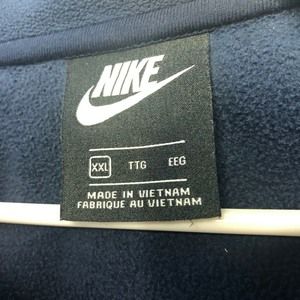 NIKE
XXL TTG EEG
MADE IN VIETNAM
FABRIQUE AU VIETNAM